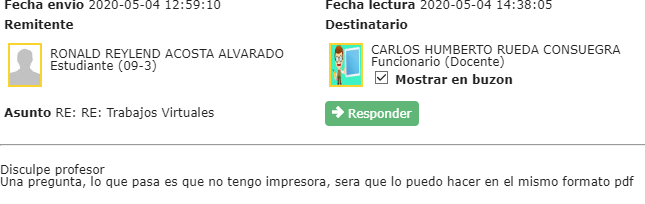 Fecha envio 2020-05-04 12:59:10
Fecha lectura 2020-05-04 14:38:05
Remitente
Destinatario
RONALD REYLEND ACOSTA ALVARADO
Estudiante (09-3)
CARLOS HUMBERTO RUEDA CONSUEGRA
Funcionario (Docente)
Mostrar en buzon
Asunto RE: RE: Trabajos Virtuales
Responder
Disculpe profesor
Una pregunta, lo que pasa es que no tengo impresora, sera que lo puedo hacer en el mismo formato pdf